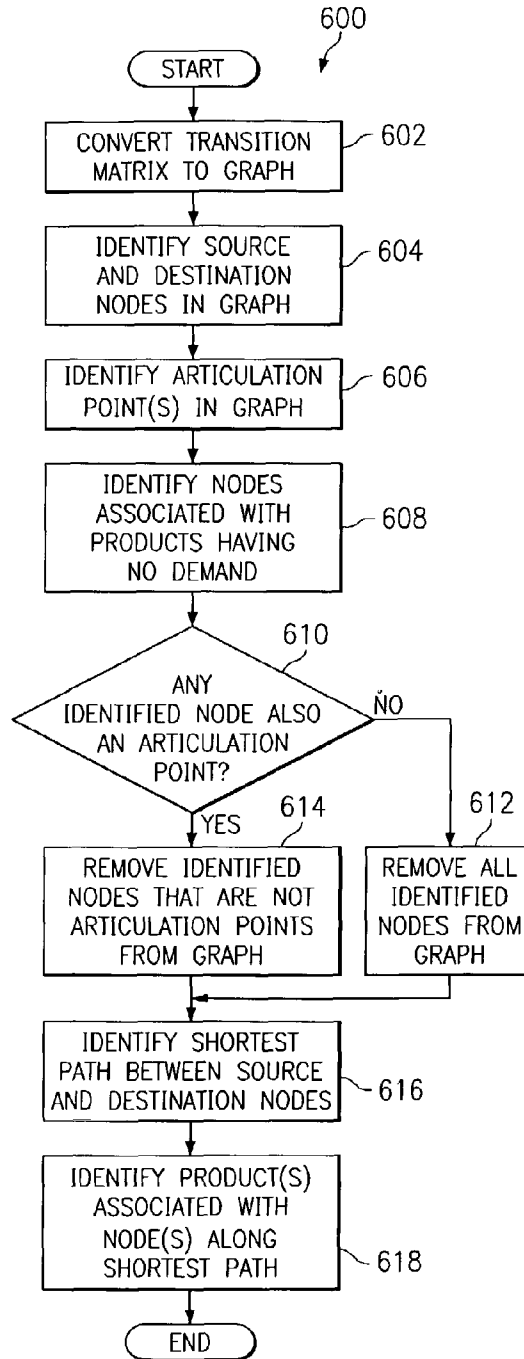 600
START
CONVERT TRANSITION
MATRIX TO GRAPH
602
IDENTIFY SOURCE
AND DESTINATION
NODES IN GRAPH
604
IDENTIFY ARTICULATION
POINT(S) IN GRAPH
606
IDENTIFY NODES
ASSOCIATED WITH
PRODUCTS HAVING
NO DEMAND
608
610
ANY
IDENTIFIED NODE ALSO
AN ARTICULATION
POINT?
NO
YES
614
REMOVE IDENTIFIED
NODES THAT ARE NOT
ARTICULATION POINTS
FROM GRAPH
612
REMOVE ALL
IDENTIFIED
NODES FROM
GRAPH
IDENTIFY SHORTEST
PATH BETWEEN SOURCE
AND DESTINATION NODES
616
IDENTIFY PRODUCT(S)
ASSOCIATED WITH
NODE(S) ALONG
SHORTEST PATH
618
END